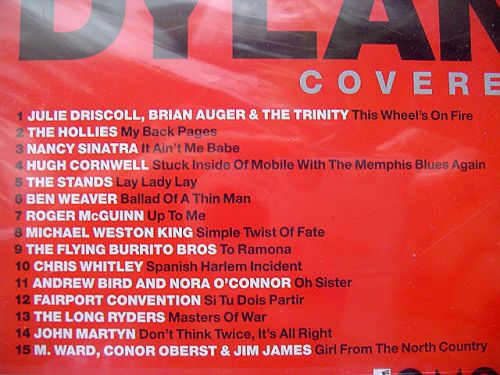 DYLAN
COVERE
1 JULIE DRISCOLL, BRIAN AUGER & THE TRINITY This Wheel's On Fire
2 THE HOLLIES My Back Pages
3 NANCY SINATRA It Ain't Me Babe
4 HUGH CORNWELL Stuck Inside Of Mobile With The Memphis Blues Again
5 THE STANDS Lay Lady Lay
6 BEN WEAVER Ballad Of A Thin Man
7 ROGER McGUINN Up To Me
8 MICHAEL WESTON KING Simple Twist Of Fate
9 THE FLYING BURRITO BROS To Ramona
10 CHRIS WHITLEY Spanish Harlem Incident
11 ANDREW BIRD AND NORA O'CONNOR Oh Sister
12 FAIRPORT CONVENTION Si Tu Dois Partir
13 THE LONG RYDERS Masters Of War
14 JOHN MARTYN Don't Think Twice, It's All Right
15 M. WARD, CONOR OBERST & JIM JAMES Girl From The North Country